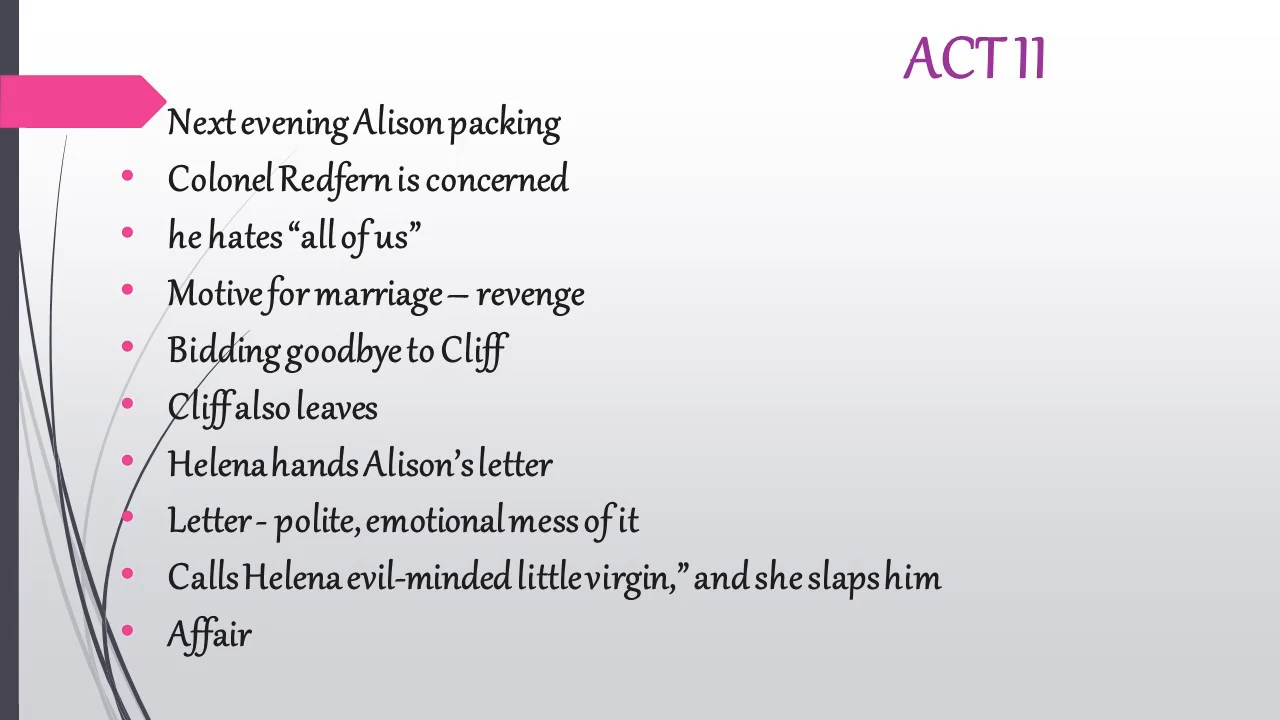 ACT II
Next evening Alison packing
• Colonel Redfern is concerned
• he hates “all of us”
• Motive for marriage – revenge
• Bidding goodbye to Cliff
• Cliff also leaves
• Helena hands Alison’s letter
• Letter - polite, emotional mess of it
• Calls Helena evil-minded little virgin,” and she slaps him
• Affair